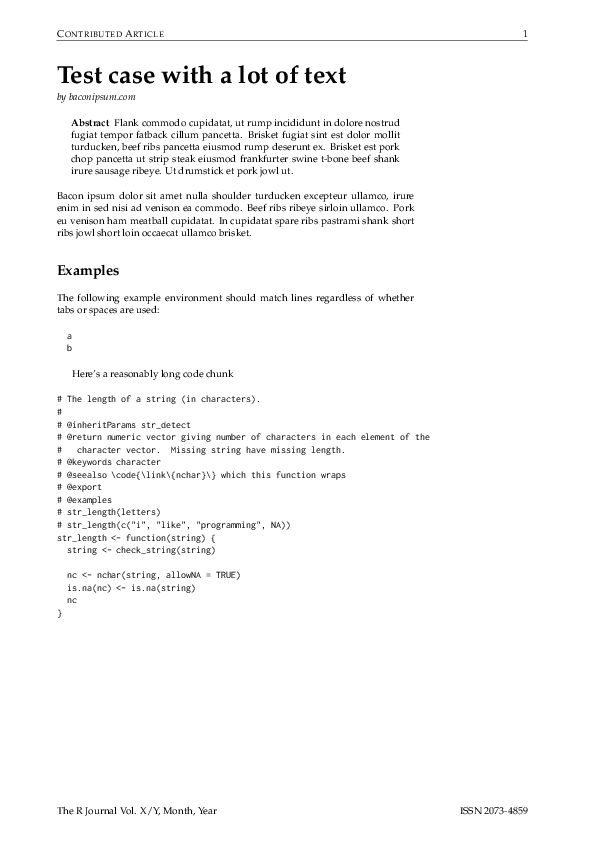 CONTRIBUTED ARTICLE 1
Test case with a lot of text
by baconipsum.com
Abstract Flank commodo cupidatat, ut rump incididunt in dolore nostrud
fugiat tempor fatback cillum pancetta. Brisket fugiat sint est dolor mollit
turducken, beef ribs pancetta eiusmod rump deserunt ex. Brisket est pork
chop pancetta ut strip steak eiusmod frankfurter swine t-bone beef shank
irure sausage ribeye. Ut drumstick et pork jowl ut.
Bacon ipsum dolor sit amet nulla shoulder turducken excepteur ullamco, irure
enim in sed nisi ad venison ea commodo. Beef ribs ribeye sirloin ullamco. Pork
eu venison ham meatball cupidatat. In cupidatat spare ribs pastrami shank short
ribs jowl short loin occaecat ullamco brisket.
Examples
The following example environment should match lines regardless of whether
tabs or spaces are used:
a
b
Here's a reasonably long code chunk
# The length of a string (in characters).
#
# @inheritParams str_detect
# @return numeric vector giving number of characters in each element of the
#   character vector.  Missing string have missing length.
# @keywords character
# @seealso \code{\link\{nchar}\} which this function wraps
# @export
# @examples
# str_length(letters)
# str_length(c("i", "like", "programming", NA))
str_length <- function(string) {
  string <- check_string(string)
  nc <- nchar(string, allowNA = TRUE)
  is.na(nc) <- is.na(string)
  nc
}
The R Journal Vol. X/Y, Month, Year ISSN 2073-4859